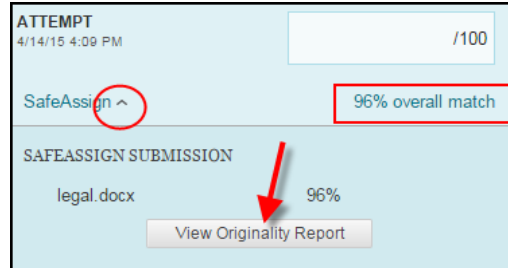 ATTEMPT
4/14/15 4:09 PM
/100
SafeAssign
96% overall match
SAFEASSIGN SUBMISSION
legal.docx 96%
View Originality Report